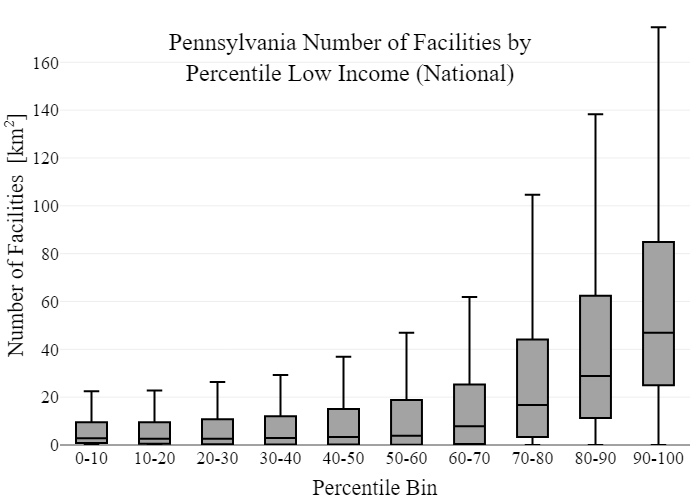 Pennsylvania Number of Facilities by
Percentile Low Income (National)
Number of Facilities [km²]
160
140
120
100
80
60
40
20
0
0-10 10-20 20-30 30-40 40-50 50-60 60-70 70-80 80-90 90-100
Percentile Bin